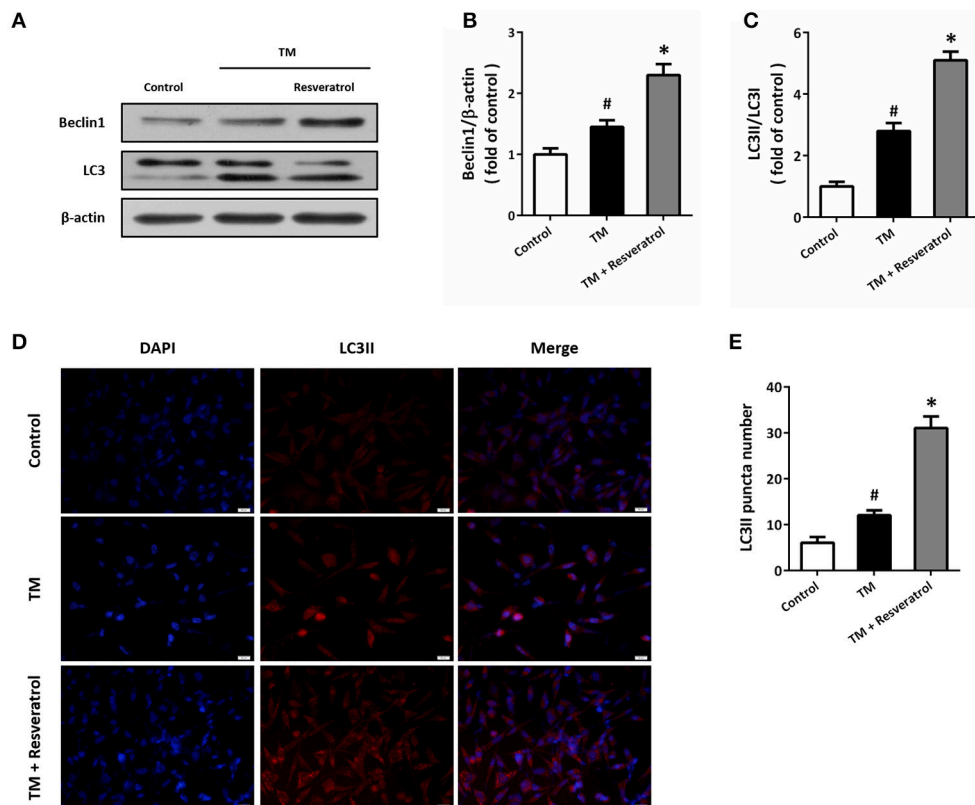 A
TM
Control
Resveratrol
Beclin1
LC3
β-actin
B
Beclin1/β-actin
( fold of control )
3
2
1
0
*
#
Control
TM
TM + Resveratrol
C
LC3II/LC3I
( fold of control )
6
4
2
0
*
#
Control
TM
TM + Resveratrol
D
DAPI
LC3II
Merge
Control
TM
TM + Resveratrol
E
LC3II puncta number
40
30
20
10
0
*
#
Control
TM
TM + Resveratrol